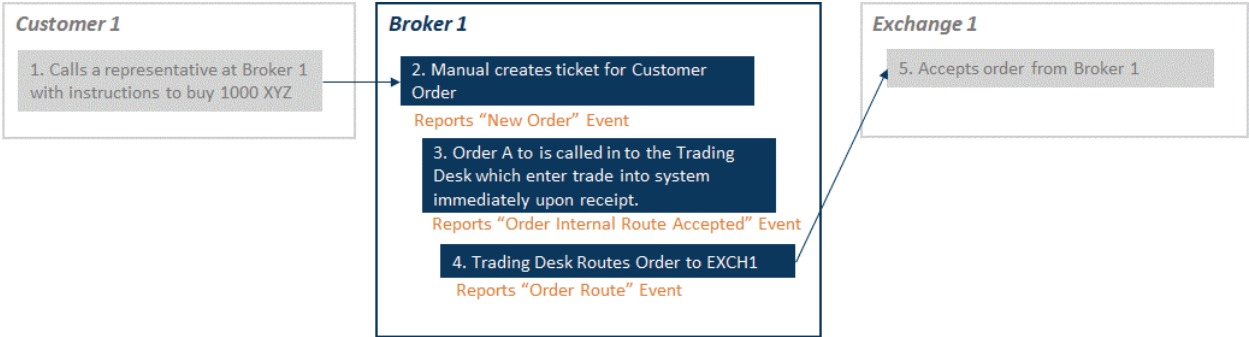 Customer 1
1. Calls a representative at Broker 1
with instructions to buy 1000 XYZ
Broker 1
2. Manual creates ticket for Customer
Order
Reports “New Order” Event
3. Order A to is called in to the Trading
Desk which enter trade into system
immediately upon receipt.
Reports “Order Internal Route Accepted” Event
4. Trading Desk Routes Order to EXCH1
Reports “Order Route” Event
Exchange 1
5. Accepts order from Broker 1